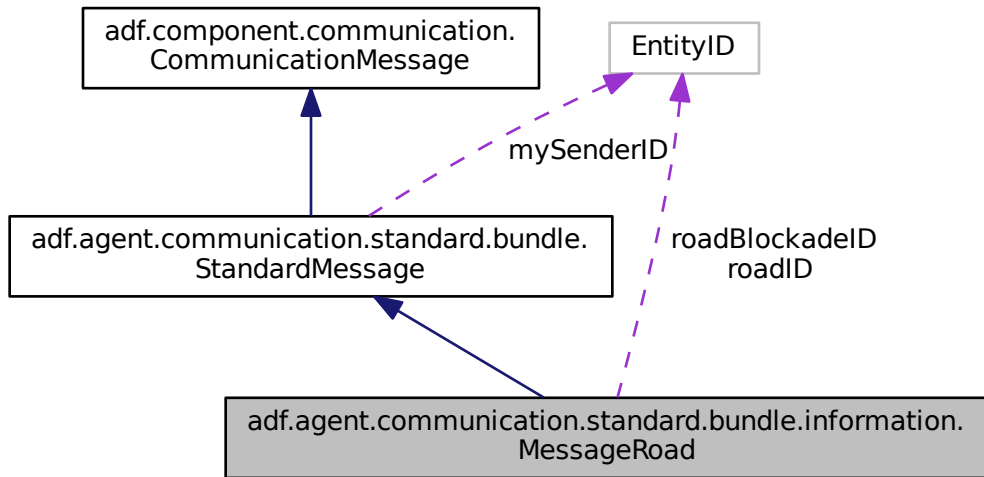 adf.component.communication.
CommunicationMessage
EntityID
mySenderID
adf.agent.communication.standard.bundle.
StandardMessage
roadBlockadeID
roadID
adf.agent.communication.standard.bundle.information.
MessageRoad